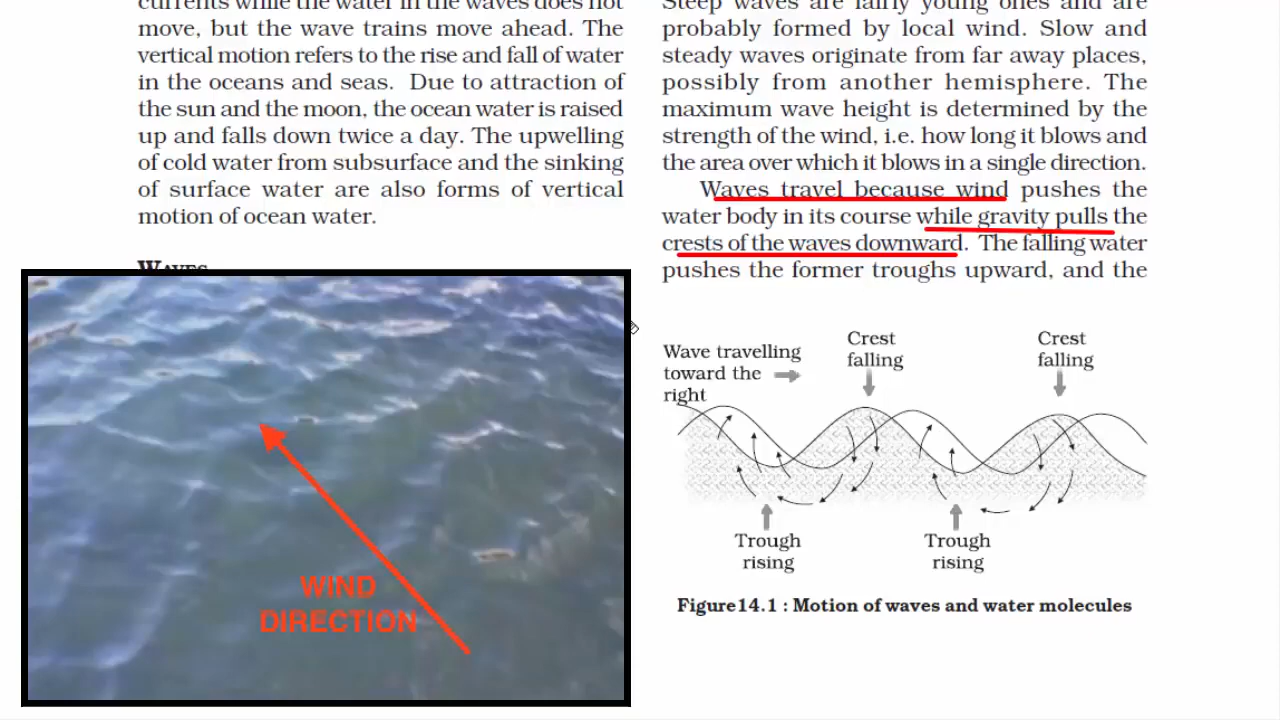 currents while the water in the waves does not
move, but the wave trains move ahead. The
vertical motion refers to the rise and fall of water
in the oceans and seas. Due to attraction of
the sun and the moon, the ocean water is raised
up and falls down twice a day. The upwelling
of cold water from subsurface and the sinking
of surface water are also forms of vertical
motion of ocean water.
WAVES
WIND
DIRECTION
Steep waves are fairly young ones and are
probably formed by local wind. Slow and
steady waves originate from far away places,
possibly from another hemisphere. The
maximum wave height is determined by the
strength of the wind, i.e. how long it blows and
the area over which it blows in a single direction.
Waves travel because wind pushes the
water body in its course while gravity pulls the
crests of the waves downward. The falling water
pushes the former troughs upward, and the
Wave travelling
toward the
right
Crest
falling
Crest
falling
Trough
rising
Trough
rising
Figure 14.1 : Motion of waves and water molecules